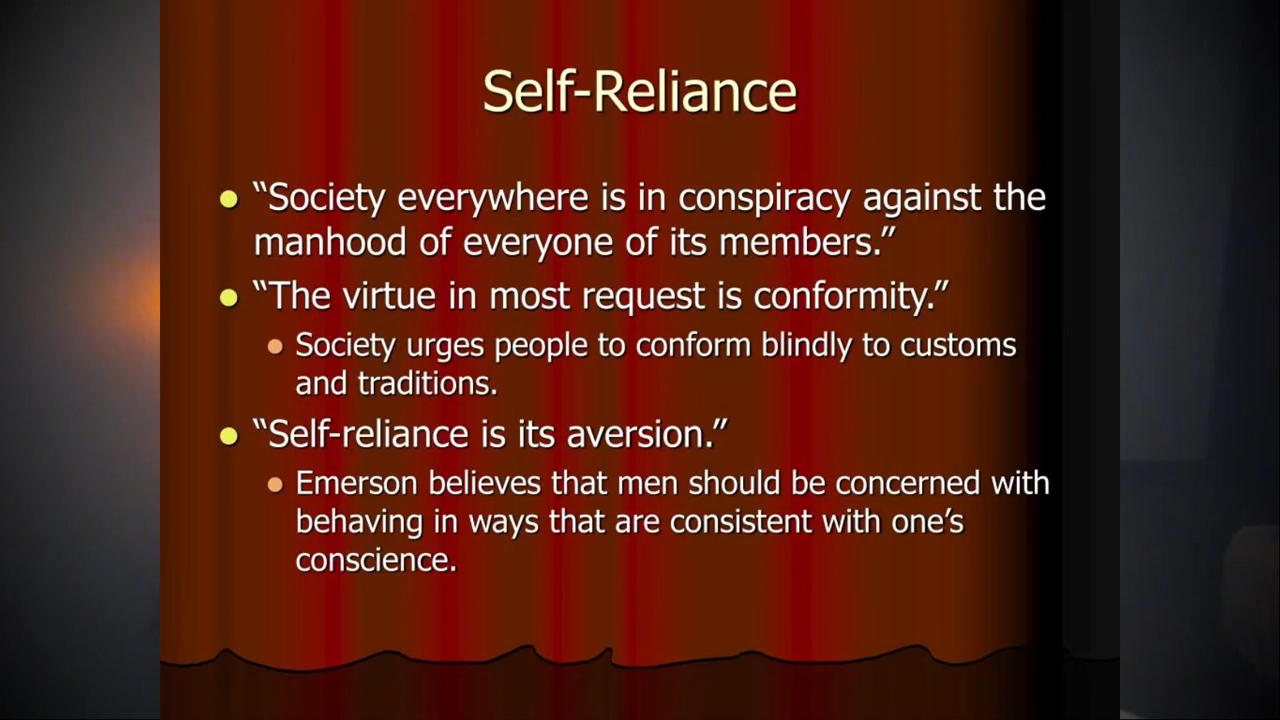 Self-Reliance
“Society everywhere is in conspiracy against the
manhood of everyone of its members.”
“The virtue in most request is conformity.”
Society urges people to conform blindly to customs
and traditions.
“Self-reliance is its aversion.”
Emerson believes that men should be concerned with
behaving in ways that are consistent with one’s
conscience.